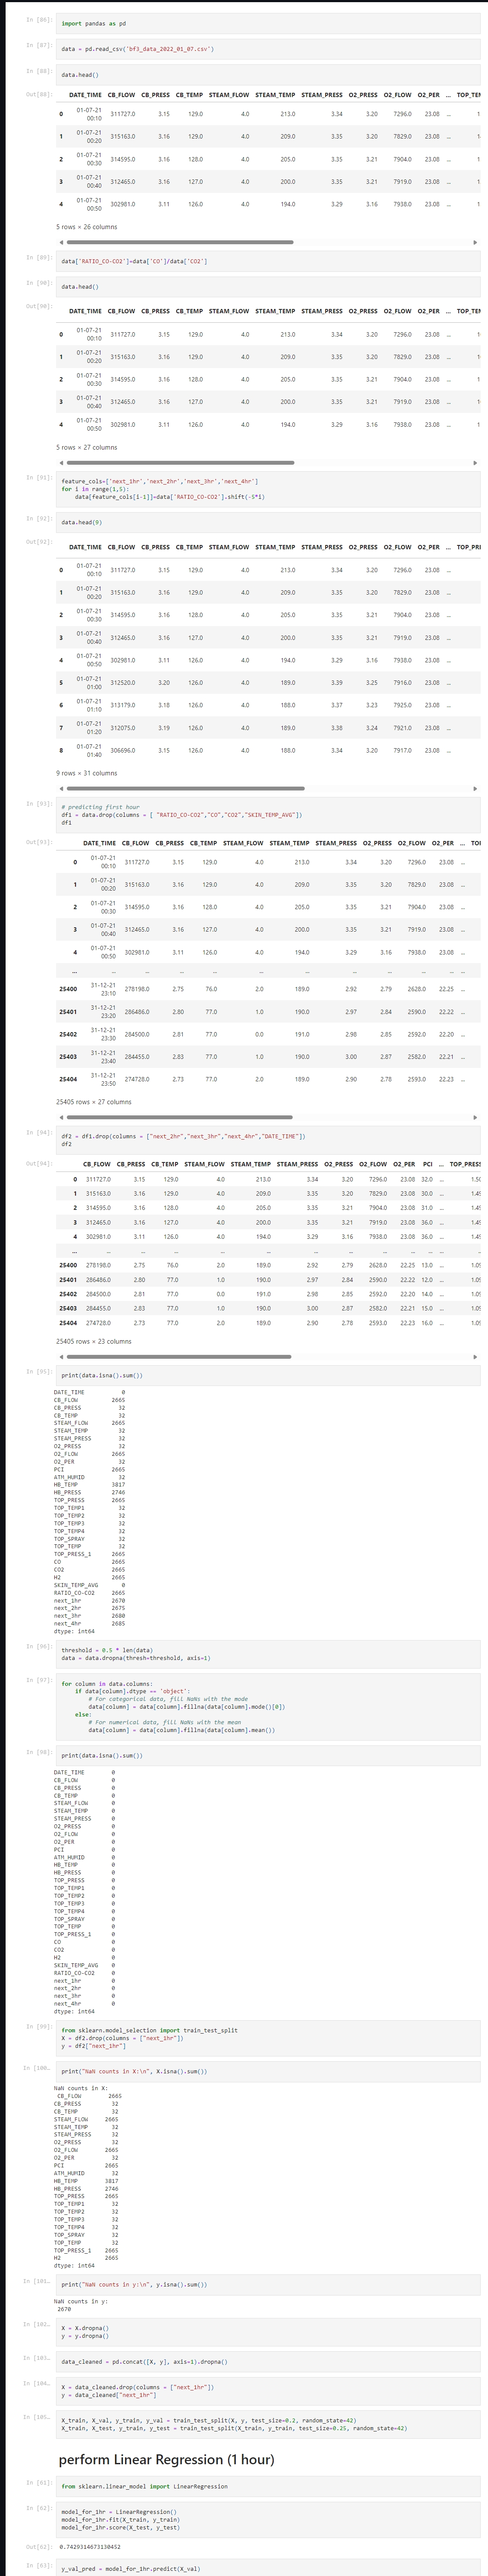 In [86]:
import pandas as pd
In [87]:
data = pd.read_csv('bf3_data_2022_01_07.csv')
In [88]:
data.head()
Out[88]:
DATE_TIME CB_FLOW CB_PRESS CB_TEMP STEAM_FLOW STEAM_TEMP STEAM_PRESS O2_PRESS O2_FLOW O2_PER ...
0 01-07-21 00:10 311727.0 3.15 129.0 4.0 213.0 3.34 3.20 7296.0 23.08 ...
1 01-07-21 00:20 315163.0 3.16 129.0 4.0 209.0 3.35 3.20 7829.0 23.08 ...
2 01-07-21 00:30 314595.0 3.16 128.0 4.0 205.0 3.35 3.21 7904.0 23.08 ...
3 01-07-21 00:40 312465.0 3.16 127.0 4.0 200.0 3.35 3.21 7919.0 23.08 ...
4 01-07-21 00:50 302981.0 3.11 126.0 4.0 194.0 3.29 3.16 7938.0 23.08 ...
5 rows × 26 columns
In [89]:
data['RATIO_CO-CO2']=data['CO']/data['CO2']
In [90]:
data.head()
Out[90]:
DATE_TIME CB_FLOW CB_PRESS CB_TEMP STEAM_FLOW STEAM_TEMP STEAM_PRESS O2_PRESS O2_FLOW O2_PER ...
0 01-07-21 00:10 311727.0 3.15 129.0 4.0 213.0 3.34 3.20 7296.0 23.08 ...
1 01-07-21 00:20 315163.0 3.16 129.0 4.0 209.0 3.35 3.20 7829.0 23.08 ...
2 01-07-21 00:30 314595.0 3.16 128.0 4.0 205.0 3.35 3.21 7904.0 23.08 ...
3 01-07-21 00:40 312465.0 3.16 127.0 4.0 200.0 3.35 3.21 7919.0 23.08 ...
4 01-07-21 00:50 302981.0 3.11 126.0 4.0 194.0 3.29 3.16 7938.0 23.08 ...
5 rows × 27 columns
In [91]:
feature_cols=['next_1hr','next_2hr','next_3hr','next_4hr']
for i in range(1,5):
data[feature_cols[i-1]]=data['RATIO_CO-CO2'].shift(-5*i)
In [92]:
data.head(9)
Out[92]:
DATE_TIME CB_FLOW CB_PRESS CB_TEMP STEAM_FLOW STEAM_TEMP STEAM_PRESS O2_PRESS O2_FLOW O2_PER ...
0 01-07-21 00:10 311727.0 3.15 129.0 4.0 213.0 3.34 3.20 7296.0 23.08 ...
1 01-07-21 00:20 315163.0 3.16 129.0 4.0 209.0 3.35 3.20 7829.0 23.08 ...
2 01-07-21 00:30 314595.0 3.16 128.0 4.0 205.0 3.35 3.21 7904.0 23.08 ...
3 01-07-21 00:40 312465.0 3.16 127.0 4.0 200.0 3.35 3.21 7919.0 23.08 ...
4 01-07-21 00:50 302981.0 3.11 126.0 4.0 194.0 3.29 3.16 7938.0 23.08 ...
5 01-07-21 01:00 312520.0 3.20 126.0 4.0 189.0 3.39 3.25 7916.0 23.08 ...
6 01-07-21 01:10 313179.0 3.18 126.0 4.0 188.0 3.37 3.23 7925.0 23.08 ...
7 01-07-21 01:20 312075.0 3.19 126.0 4.0 189.0 3.38 3.24 7921.0 23.08 ...
8 01-07-21 01:40 306696.0 3.15 126.0 4.0 188.0 3.34 3.20 7917.0 23.08 ...
9 rows × 31 columns
In [93]:
# predicting first hour
df1 = data.drop(columns = [ "RATIO_CO-CO2","CO","CO2","SKIN_TEMP_AVG"])
df1
Out[93]:
DATE_TIME CB_FLOW CB_PRESS CB_TEMP STEAM_FLOW STEAM_TEMP STEAM_PRESS O2_PRESS O2_FLOW O2_PER ...
0 01-07-21 00:10 311727.0 3.15 129.0 4.0 213.0 3.34 3.20 7296.0 23.08 ...
1 01-07-21 00:20 315163.0 3.16 129.0 4.0 209.0 3.35 3.20 7829.0 23.08 ...
2 01-07-21 00:30 314595.0 3.16 128.0 4.0 205.0 3.35 3.21 7904.0 23.08 ...
3 01-07-21 00:40 312465.0 3.16 127.0 4.0 200.0 3.35 3.21 7919.0 23.08 ...
4 01-07-21 00:50 302981.0 3.11 126.0 4.0 194.0 3.29 3.16 7938.0 23.08 ...
... ... ... ... ... ... ... ... ... ... ... ...
25400 31-12-21 23:10 278198.0 2.75 76.0 2.0 189.0 2.92 2.79 2628.0 22.25 ...
25401 31-12-21 23:20 286486.0 2.80 77.0 1.0 190.0 2.97 2.84 2590.0 22.22 ...
25402 31-12-21 23:30 284500.0 2.81 77.0 0.0 191.0 2.98 2.85 2592.0 22.20 ...
25403 31-12-21 23:40 284455.0 2.83 77.0 1.0 190.0 3.00 2.87 2582.0 22.21 ...
25404 31-12-21 23:50 274728.0 2.73 77.0 2.0 189.0 2.90 2.78 2593.0 22.23 ...
25405 rows × 27 columns
In [94]:
df2 = df1.drop(columns = ["next_2hr","next_3hr","next_4hr","DATE_TIME"])
df2
Out[94]:
CB_FLOW CB_PRESS CB_TEMP STEAM_FLOW STEAM_TEMP STEAM_PRESS O2_PRESS O2_FLOW O2_PER PCI ... TOP_PRESS
0 311727.0 3.15 129.0 4.0 213.0 3.34 3.20 7296.0 23.08 32.0 ...
1 315163.0 3.16 129.0 4.0 209.0 3.35 3.20 7829.0 23.08 30.0 ...
2 314595.0 3.16 128.0 4.0 205.0 3.35 3.21 7904.0 23.08 31.0 ...
3 312465.0 3.16 127.0 4.0 200.0 3.35 3.21 7919.0 23.08 36.0 ...
4 302981.0 3.11 126.0 4.0 194.0 3.29 3.16 7938.0 23.08 36.0 ...
... ... ... ... ... ... ... ... ... ... ... ...
25400 278198.0 2.75 76.0 2.0 189.0 2.92 2.79 2628.0 22.25 13.0 ...
25401 286486.0 2.80 77.0 1.0 190.0 2.97 2.84 2590.0 22.22 12.0 ...
25402 284500.0 2.81 77.0 0.0 191.0 2.98 2.85 2592.0 22.20 14.0 ...
25403 284455.0 2.83 77.0 1.0 190.0 3.00 2.87 2582.0 22.21 15.0 ...
25404 274728.0 2.73 77.0 2.0 189.0 2.90 2.78 2593.0 22.23 16.0 ...
25405 rows × 23 columns
In [95]:
print(data.isna().sum())
DATE_TIME 0
CB_FLOW 2665
CB_PRESS 32
CB_TEMP 32
STEAM_FLOW 2665
STEAM_TEMP 32
STEAM_PRESS 32
O2_PRESS 32
O2_FLOW 2665
O2_PER 32
PCI 2665
ATM_HUMID 32
HB_TEMP 3817
HB_PRESS 2746
TOP_PRESS 2665
TOP_TEMP1 32
TOP_TEMP2 32
TOP_TEMP3 32
TOP_TEMP4 32
TOP_SPRAY 32
TOP_TEMP 32
TOP_PRESS_1 2665
CO 2665
CO2 2665
H2 2665
SKIN_TEMP_AVG 0
RATIO_CO-CO2 2665
next_1hr 2670
next_2hr 2675
next_3hr 2680
next_4hr 2685
dtype: int64
In [96]:
threshold = 0.5 * len(data)
data = data.dropna(thresh=threshold, axis=1)
In [97]:
for column in data.columns:
if data[column].dtype == 'object':
# For categorical data, fill NaNs with the mode
data[column] = data[column].fillna(data[column].mode()[0])
else:
# For numerical data, fill NaNs with the mean
data[column] = data[column].fillna(data[column].mean())
In [98]:
print(data.isna().sum())
DATE_TIME 0
CB_FLOW 0
CB_PRESS 0
CB_TEMP 0
STEAM_FLOW 0
STEAM_TEMP 0
STEAM_PRESS 0
O2_PRESS 0
O2_FLOW 0
O2_PER 0
PCI 0
ATM_HUMID 0
HB_TEMP 0
HB_PRESS 0
TOP_PRESS 0
TOP_TEMP1 0
TOP_TEMP2 0
TOP_TEMP3 0
TOP_TEMP4 0
TOP_SPRAY 0
TOP_TEMP 0
TOP_PRESS_1 0
CO 0
CO2 0
H2 0
SKIN_TEMP_AVG 0
RATIO_CO-CO2 0
next_1hr 0
next_2hr 0
next_3hr 0
next_4hr 0
dtype: int64
In [99]:
from sklearn.model_selection import train_test_split
X = df2.drop(columns = ["next_1hr"])
y = df2["next_1hr"]
In [100...
print("NaN counts in X:\n", X.isna().sum())
NaN counts in X:
CB_FLOW 2665
CB_PRESS 32
CB_TEMP 32
STEAM_FLOW 2665
STEAM_TEMP 32
STEAM_PRESS 32
O2_PRESS 32
O2_FLOW 2665
O2_PER 32
PCI 2665
ATM_HUMID 32
HB_TEMP 3817
HB_PRESS 2746
TOP_PRESS 2665
TOP_TEMP1 32
TOP_TEMP2 32
TOP_TEMP3 32
TOP_TEMP4 32
TOP_SPRAY 32
TOP_TEMP 32
TOP_PRESS_1 2665
H2 2665
dtype: int64
In [101...
print("NaN counts in y:\n", y.isna().sum())
NaN counts in y:
2670
In [102...
X = X.dropna()
y = y.dropna()
In [103...
data_cleaned = pd.concat([X, y], axis=1).dropna()
In [104...
X = data_cleaned.drop(columns = ["next_1hr"])
y = data_cleaned["next_1hr"]
In [105...
X_train, X_val, y_train, y_val = train_test_split(X, y, test_size=0.2, random_state=42)
X_train, X_test, y_train, y_test = train_test_split(X_train, y_train, test_size=0.25, random_state=42)
perform Linear Regression (1 hour)
In [61]:
from sklearn.linear_model import LinearRegression
In [62]:
model_for_1hr = LinearRegression()
model_for_1hr.fit(X_train, y_train)
model_for_1hr.score(X_test, y_test)
Out[62]: 0.7429314673130452
In [63]:
y_val_pred = model_for_1hr.predict(X_val)